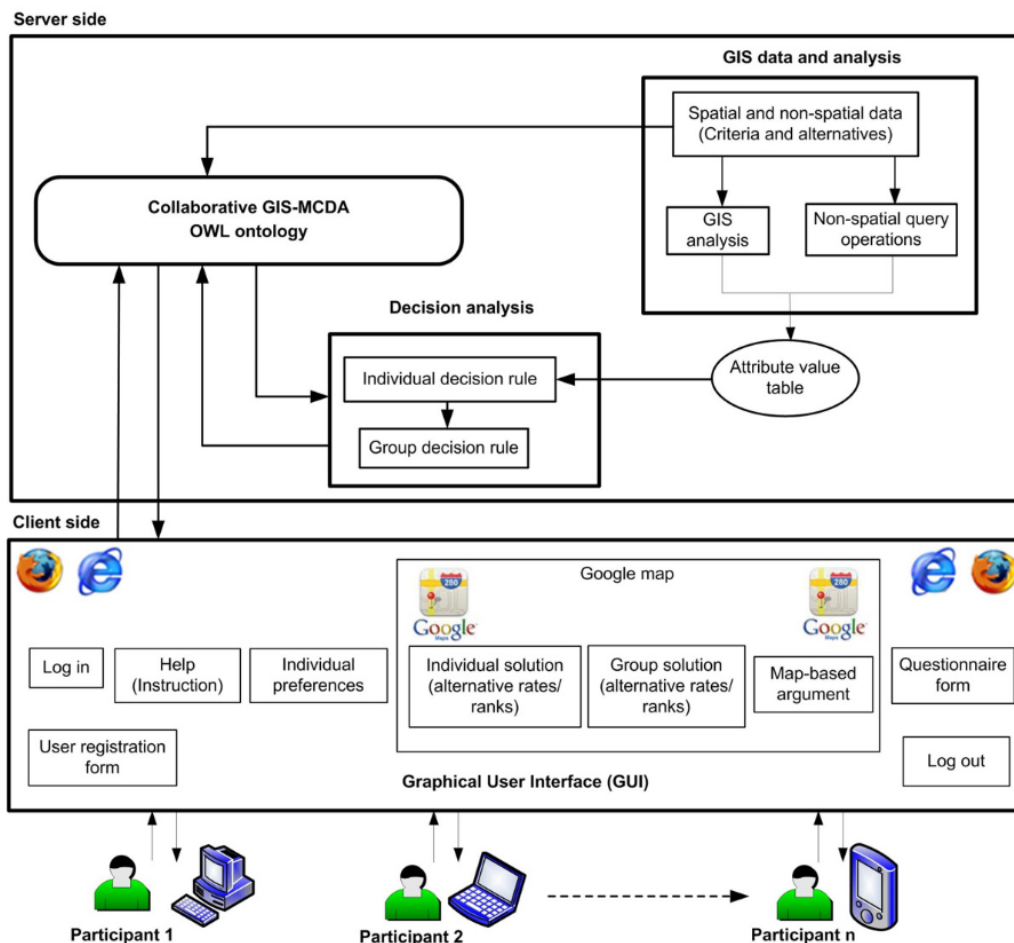 Server side
GIS data and analysis
Spatial and non-spatial data
(Criteria and alternatives)
Collaborative GIS-MCDA
OWL ontology
GIS
analysis
Non-spatial query
operations
Decision analysis
Individual decision rule
Attribute value
table
Group decision rule
Client side
Google map
280
280
Google
Maps
Google
Maps
Log in
Help
(Instruction)
Individual
preferences
Individual solution
(alternative rates/
ranks)
Group solution
(alternative rates/
ranks)
Map-based
argument
Questionnaire
form
User registration
form
Log out
Graphical User Interface (GUI)
Participant 1
Participant 2
Participant n